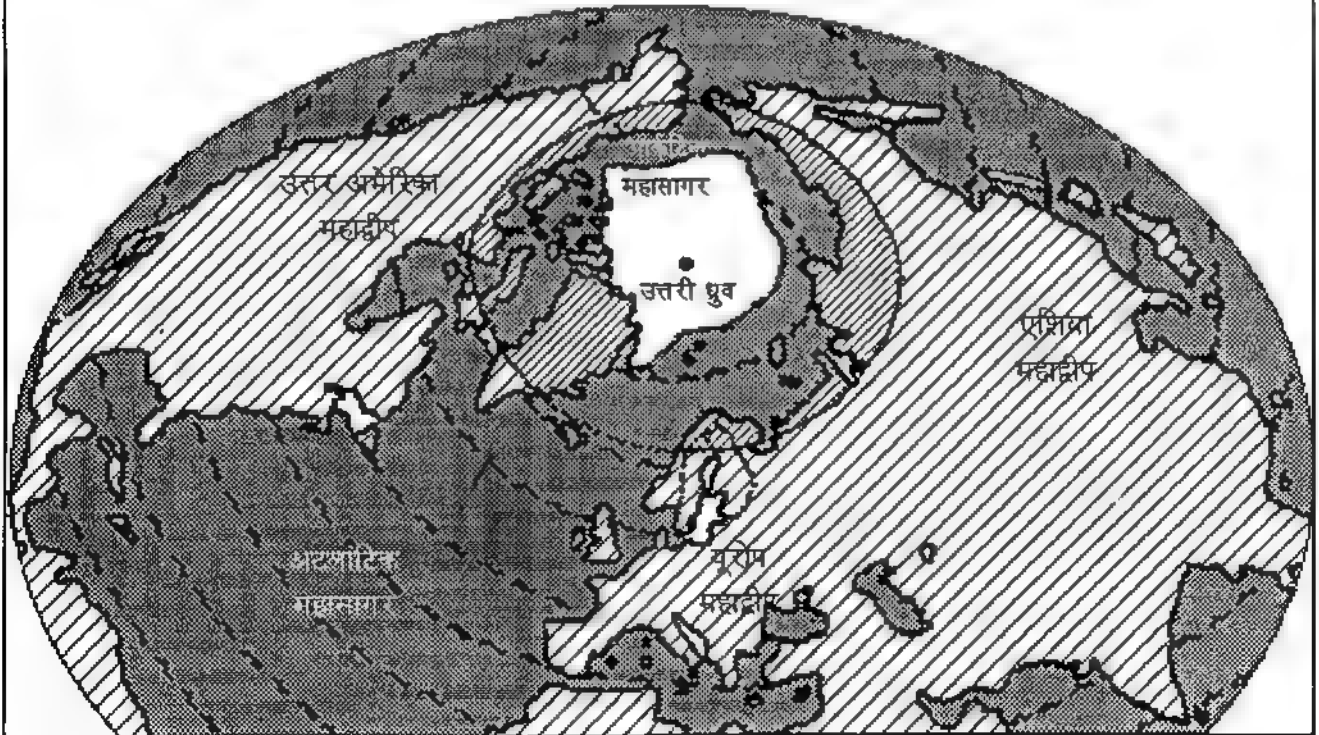 महासागर
उत्तर अमेरिका
महाद्वीप
उत्तरी ध्रुव
एशिया
महाद्वीप
अटलांटिक
महासागर
यूरोप
महाद्वीप